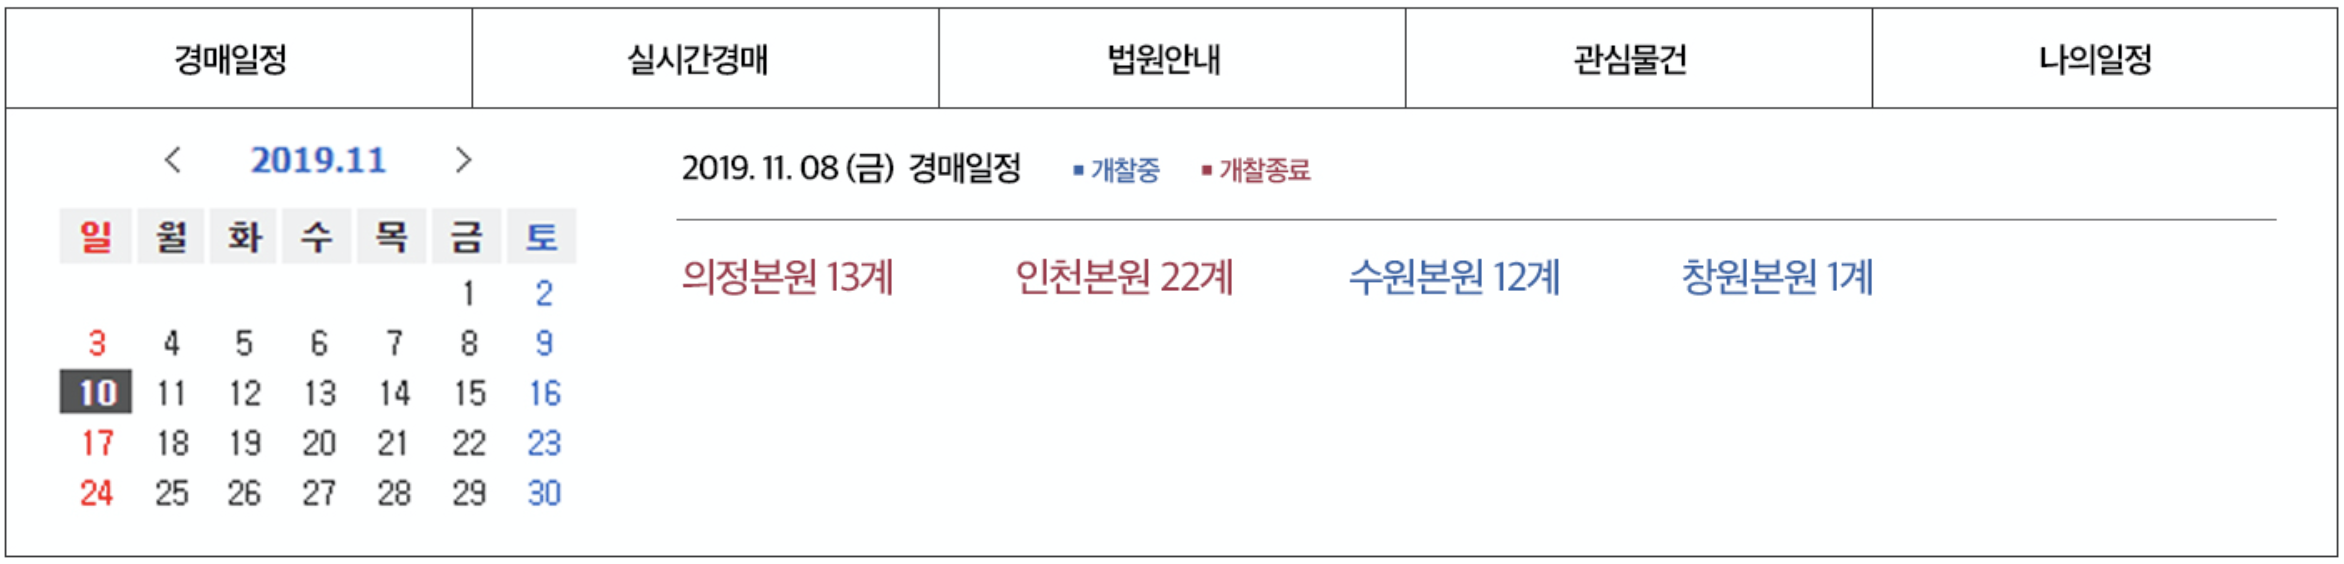 경매일정 실시간경매 법원안내 관심물건 나의일정
< 2019.11 >
일 월 화 수 목 금 토
1 2
3 4 5 6 7 8 9
10 11 12 13 14 15 16
17 18 19 20 21 22 23
24 25 26 27 28 29 30
2019. 11. 08 (금) 경매일정 ▪개찰중 ▪개찰종료
의정본원 13계 인천본원 22계 수원본원 12계 창원본원 1계